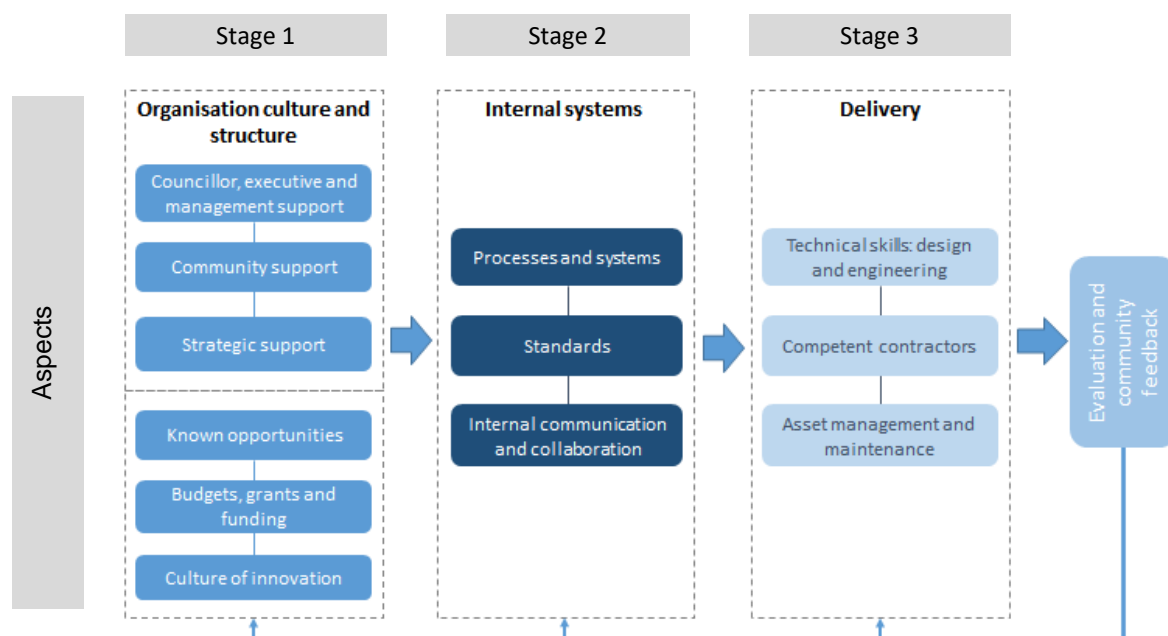 Stage 1
Stage 2
Stage 3
Aspects
Organisation culture and
structure
Councillor, executive and
management support
Community support
Strategic support
Known opportunities
Budgets, grants and
funding
Culture of innovation
Internal systems
Processes and systems
Standards
Internal communication
and collaboration
Delivery
Technical skills: design
and engineering
Competent contractors
Asset management and
maintenance
Evaluation and
community
feedback